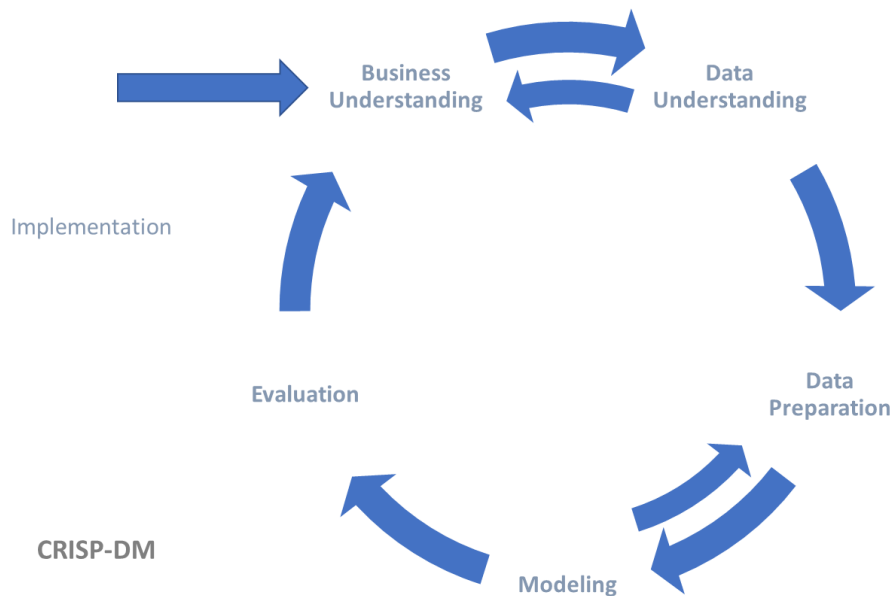 Business
Understanding
Data
Understanding
Implementation
Evaluation
Data
Preparation
CRISP-DM
Modeling